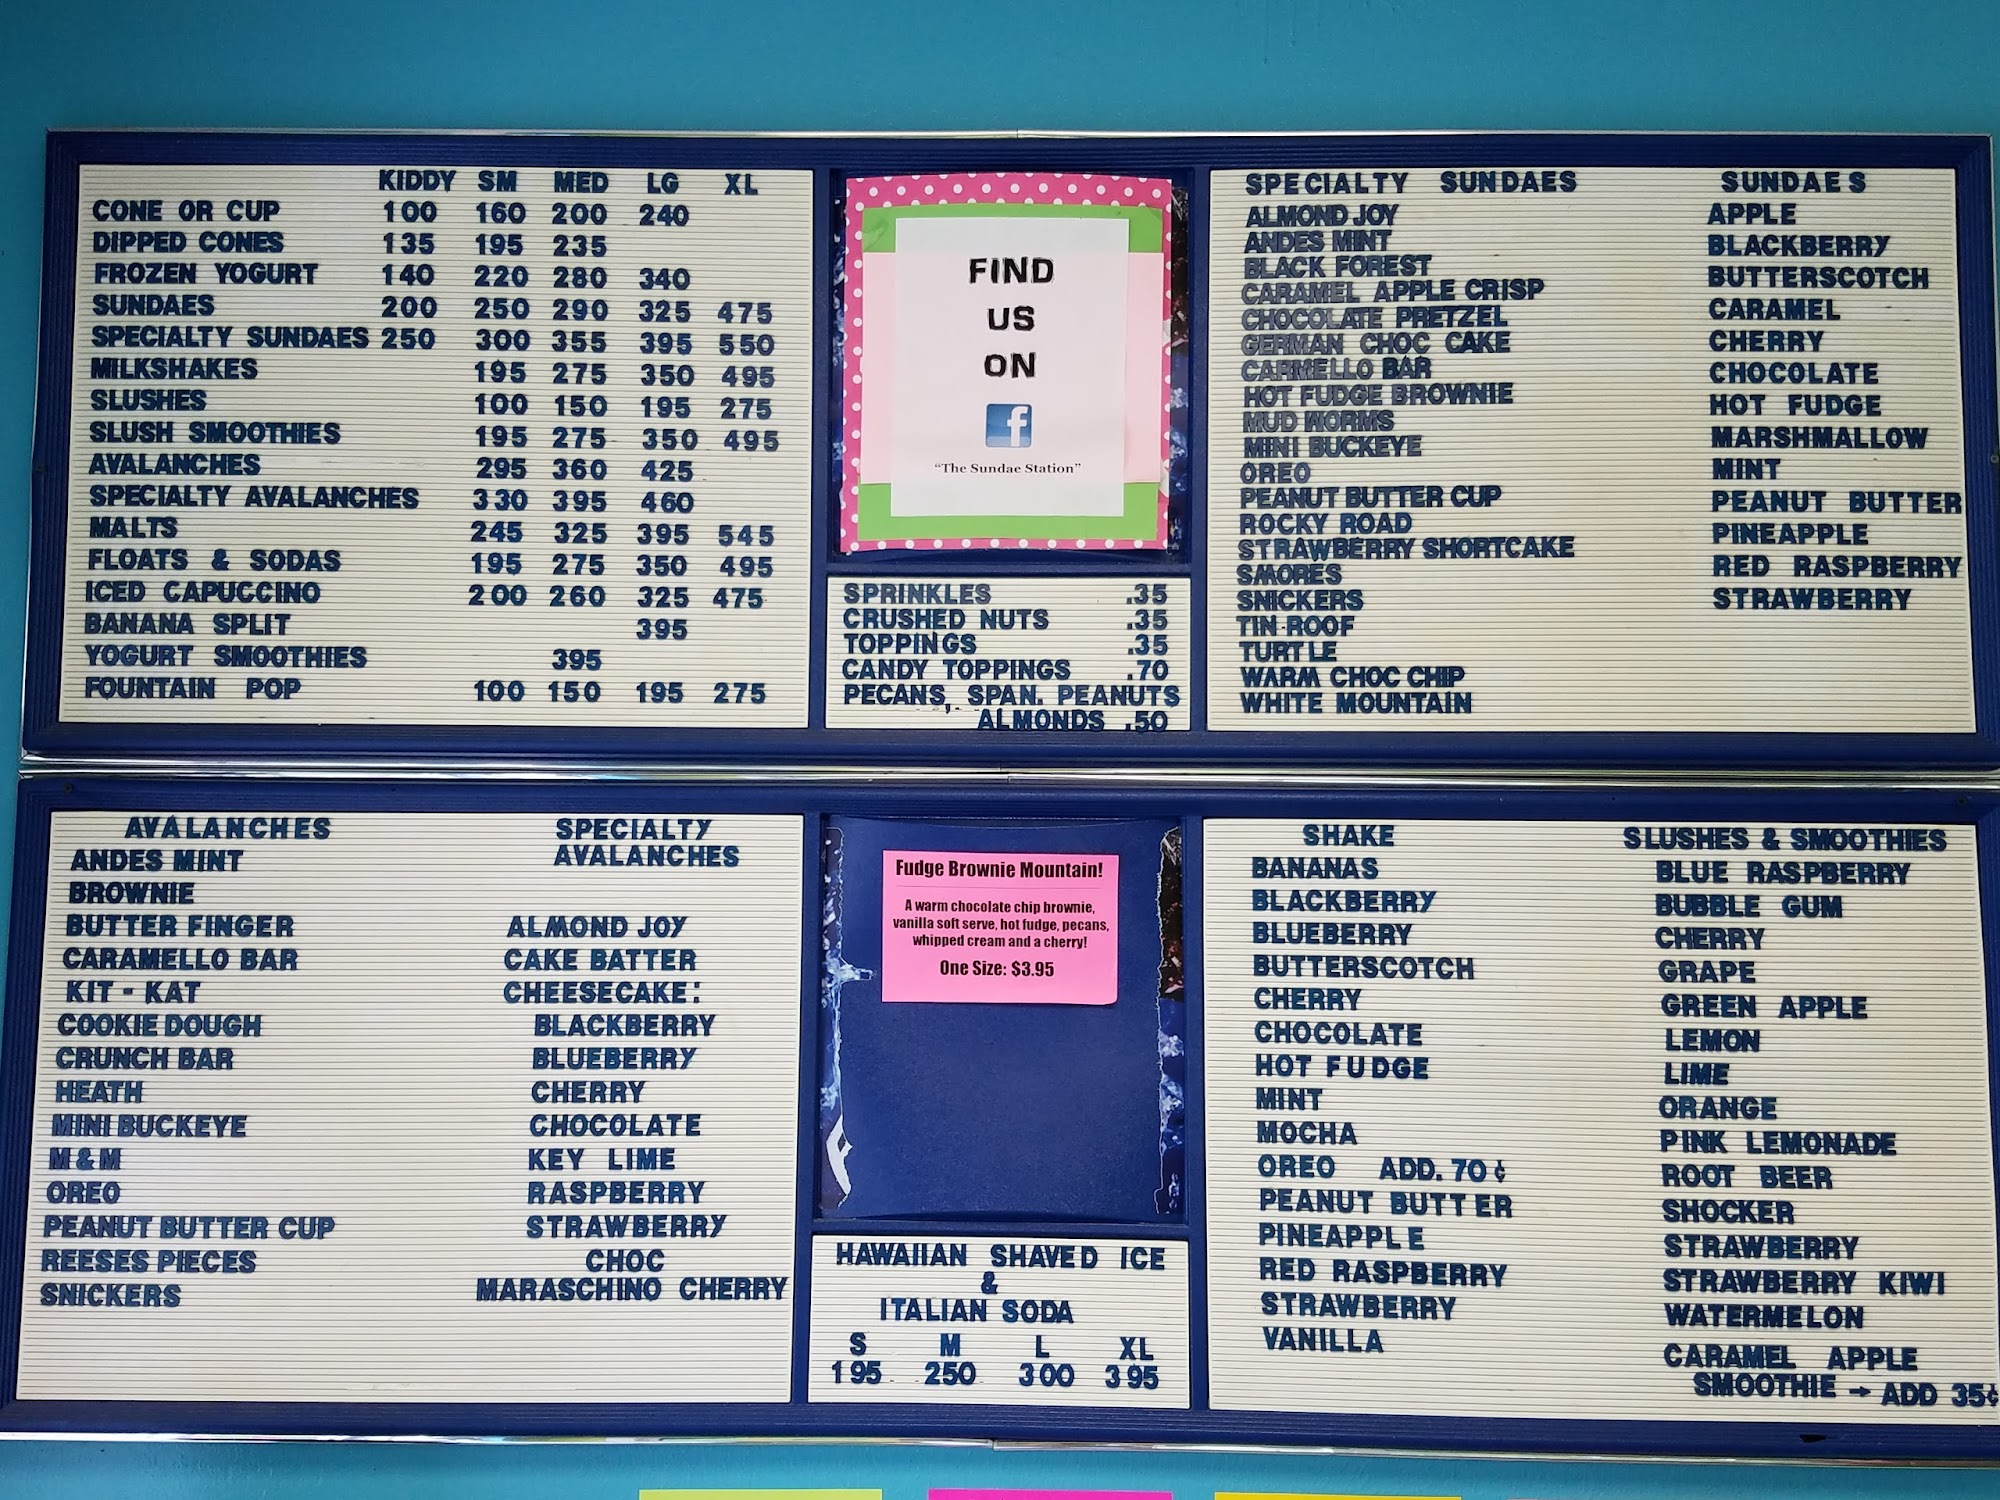 KIDDY SM MED LG XL
CONE OR CUP 100 160 200 240
DIPPED CONES 135 195 235
FROZEN YOGURT 140 220 280 340
SUNDAES 200 250 290 325 475
SPECIALTY SUNDAES 250 300 355 395 550
MILKSHAKES 195 275 350 495
SLUSHES 100 150 195 275
SLUSH SMOOTHIES 195 275 350 495
AVALANCHES 295 360 425
SPECIALTY AVALANCHES 330 395 460
MALTS 245 325 395 545
FLOATS & SODAS 195 275 350 495
ICED CAPUCCINO 200 260 325 475
BANANA SPLIT 395
YOGURT SMOOTHIES 395
FOUNTAIN POP 100 150 195 275
FIND
US
ON
f
"The Sundae Station"
SPRINKLES .35
CRUSHED NUTS .35
TOPPINGS .35
CANDY TOPPINGS .70
PECANS, SPAN. PEANUTS
ALMONDS .50
SPECIALTY SUNDAES
ALMOND JOY
ANDES MINT
BLACK FOREST
CARAMEL APPLE CRISP
CHOCOLATE PRETZEL
GERMAN CHOC CAKE
CARMELLO BAR
HOT FUDGE BROWNIE
MUD WORMS
MINI BUCKEYE
OREO
PEANUT BUTTER CUP
ROCKY ROAD
STRAWBERRY SHORTCAKE
SMORES
SNICKERS
TIN-ROOF
TURTLE
WARM CHOC CHIP
WHITE MOUNTAIN
SUNDAES
APPLE
BLACKBERRY
BUTTERSCOTCH
CARAMEL
CHERRY
CHOCOLATE
HOT FUDGE
MARSHMALLOW
MINT
PEANUT BUTTER
PINEAPPLE
RED RASPBERRY
STRAWBERRY
AVALANCHES
ANDES MINT
BROWNIE
BUTTER FINGER
CARAMELLO BAR
KIT-KAT
COOKIE DOUGH
CRUNCH BAR
HEATH
MINI BUCKEYE
M&M
OREO
PEANUT BUTTER CUP
REESES PIECES
SNICKERS
SPECIALTY
AVALANCHES
ALMOND JOY
CAKE BATTER
CHEESECAKE:
BLACKBERRY
BLUEBERRY
CHERRY
CHOCOLATE
KEY LIME
RASPBERRY
STRAWBERRY
CHOC
MARASCHINO CHERRY
Fudge Brownie Mountain!
A warm chocolate chip brownie,
vanilla soft serve, hot fudge, pecans,
whipped cream and a cherry!
One Size: $3.95
HAWAIIAN SHAVED ICE
&
ITALIAN SODA
S M L XL
195 250 300 395
SHAKE
BANANAS
BLACKBERRY
BLUEBERRY
BUTTERSCOTCH
CHERRY
CHOCOLATE
HOT FUDGE
MINT
MOCHA
OREO ADD. 70¢
PEANUT BUTTER
PINEAPPLE
RED RASPBERRY
STRAWBERRY
VANILLA
SLUSHES & SMOOTHIES
BLUE RASPBERRY
BUBBLE GUM
CHERRY
GRAPE
GREEN APPLE
LEMON
LIME
ORANGE
PINK LEMONADE
ROOT BEER
SHOCKER
STRAWBERRY
STRAWBERRY KIWI
WATERMELON
CARAMEL APPLE
SMOOTHIE → ADD 35¢